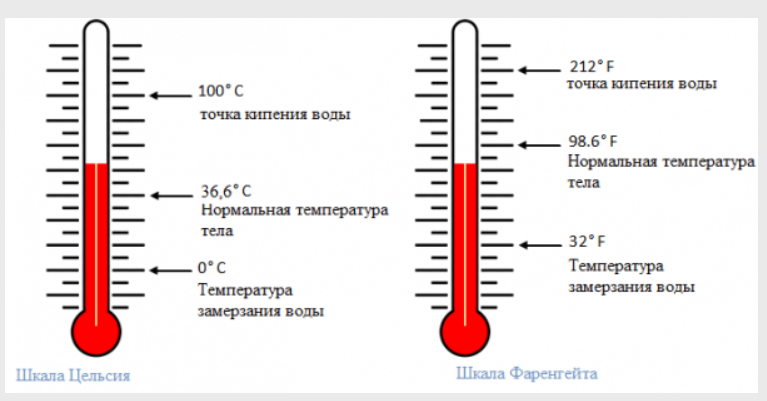 100° C
точка кипения воды
36,6° C
Нормальная температура
тела
0° C
Температура
замерзания воды
Шкала Цельсия
212° F
точка кипения воды
98.6° F
Нормальная температура
тела
32° F
Температура
замерзания воды
Шкала Фаренгейта